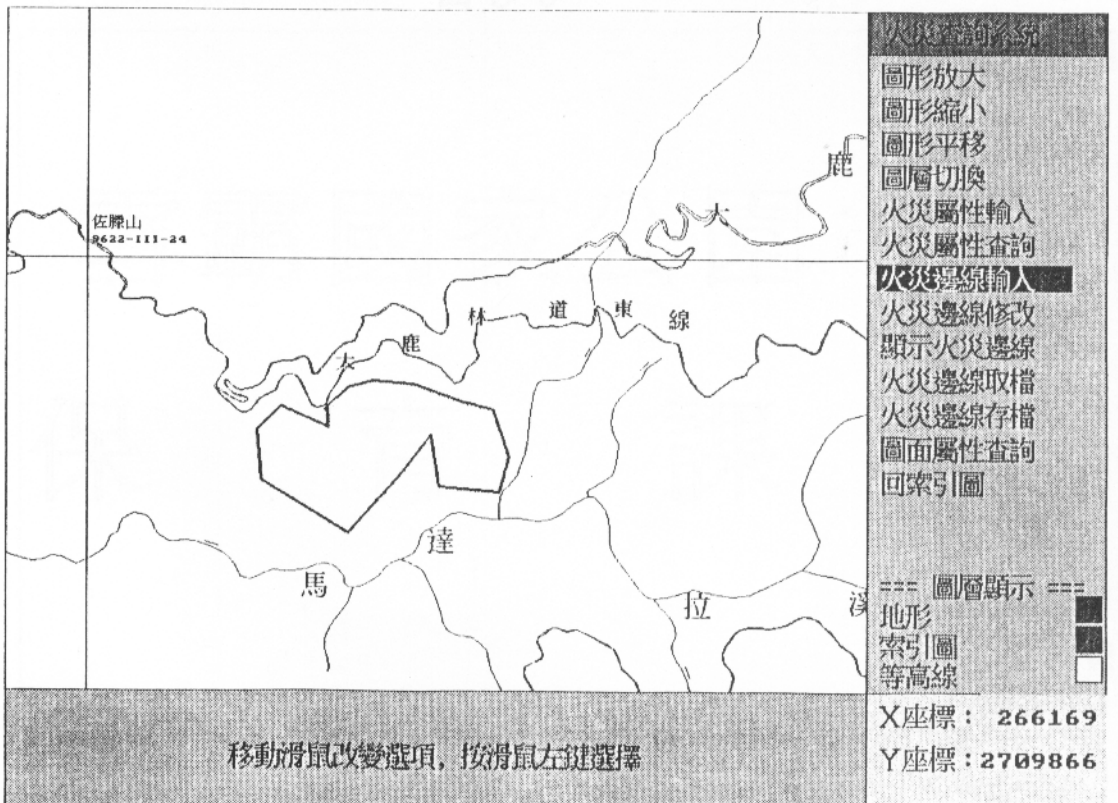 火災查詢系統
圖形放大
圖形縮小
圖形平移
圖層切換
火災屬性輸入
火災屬性查詢
火災邊線輸入
火災邊線修改
顯示火災邊線
火災邊線取檔
火災邊線存檔
圖面屬性查詢
回索引圖
=== 圖層顯示 ===
地形
索引圖
等高線
X座標： 266169
Y座標：2709866
佐隟山
9622-III-24
大 鹿
大 鹿 林 道 東 線
馬 達 拉 溪
移動滑鼠改變選項, 按滑鼠左鍵選擇